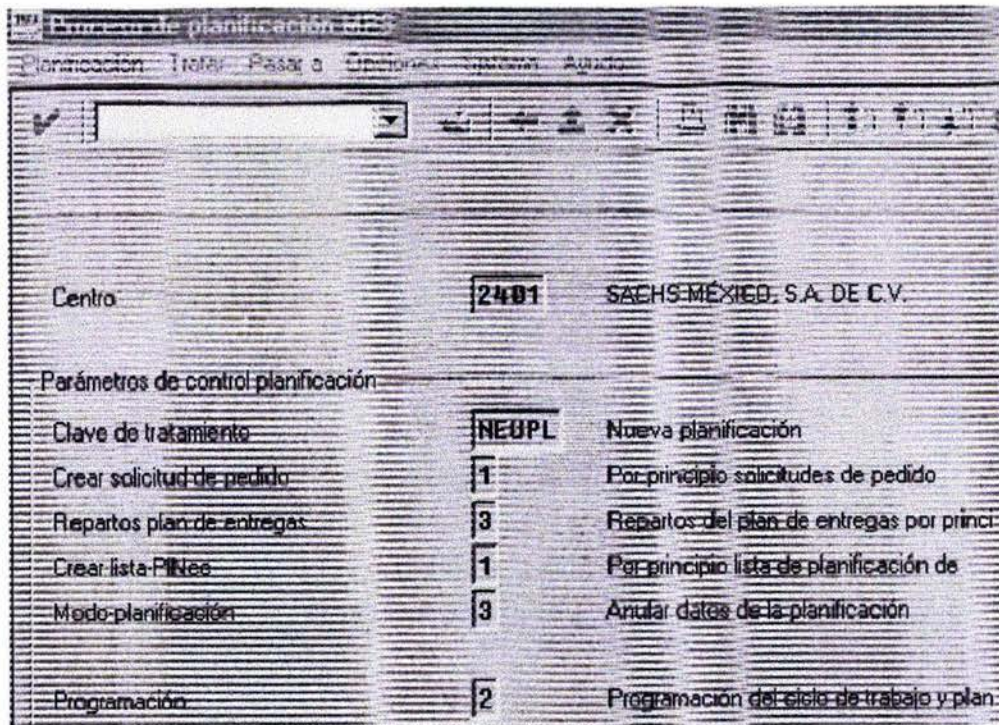 Proceso de planificación MPS
Planificación Tratar Pasar a Opciones Sistema Ayuda
Centro 2401 SACHS MÉXICO, S.A. DE C.V.
Parámetros de control planificación
Clave de tratamiento NEUPL Nueva planificación
Crear solicitud de pedido 1 Por principio solicitudes de pedido
Repartos plan de entregas 3 Repartos del plan de entregas por princi
Crear lista PlNec 1 Por principio lista de planificación de
Modo planificación 3 Anular datos de la planificación
Programación 2 Programación del ciclo de trabajo y plan